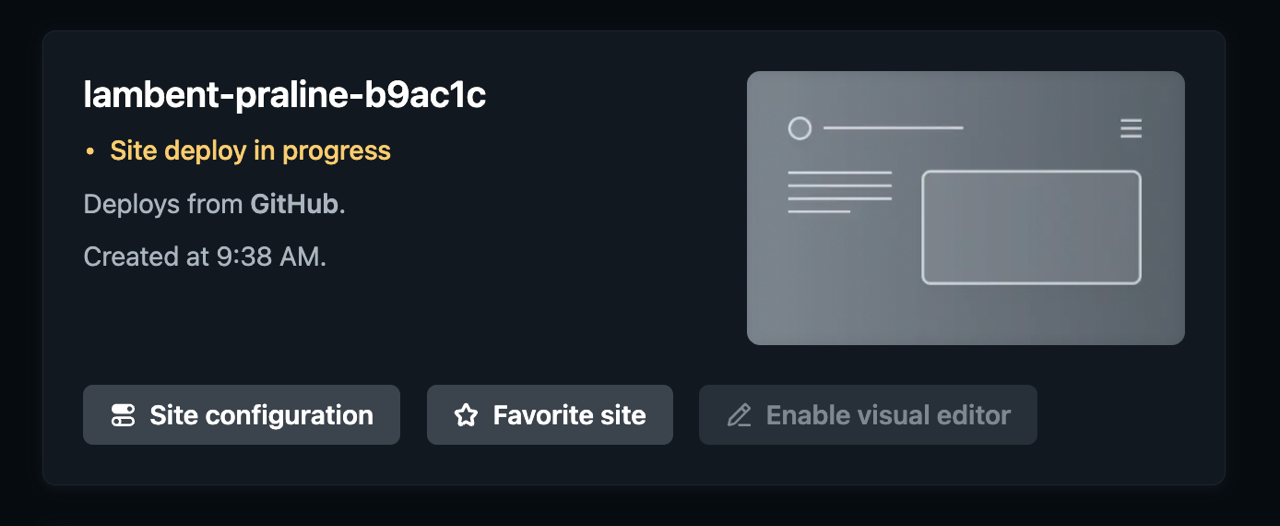 lambent-praline-b9ac1c
• Site deploy in progress
Deploys from GitHub.
Created at 9:38 AM.
Site configuration
Favorite site
Enable visual editor